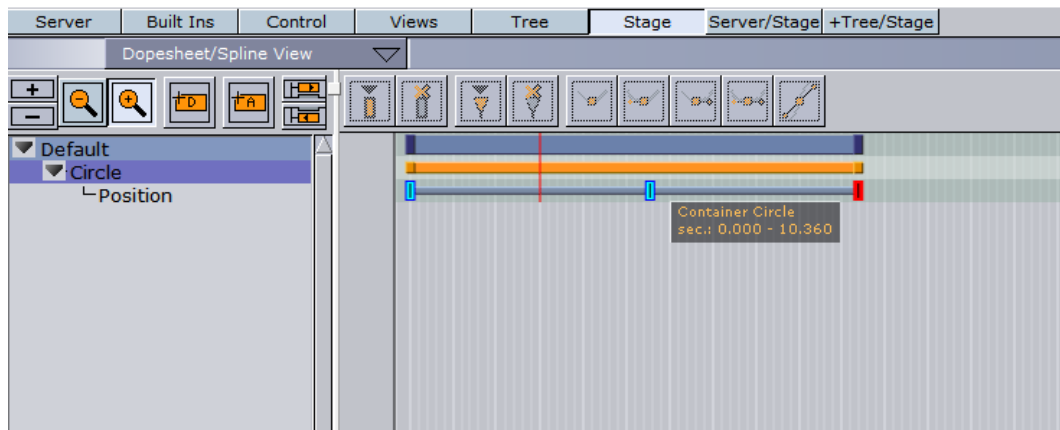 Server Built Ins Control Views Tree Stage Server/Stage +Tree/Stage
Dopesheet/Spline View
+
D A
−
Default
Circle
Position
Container Circle
sec.: 0.000 - 10.360